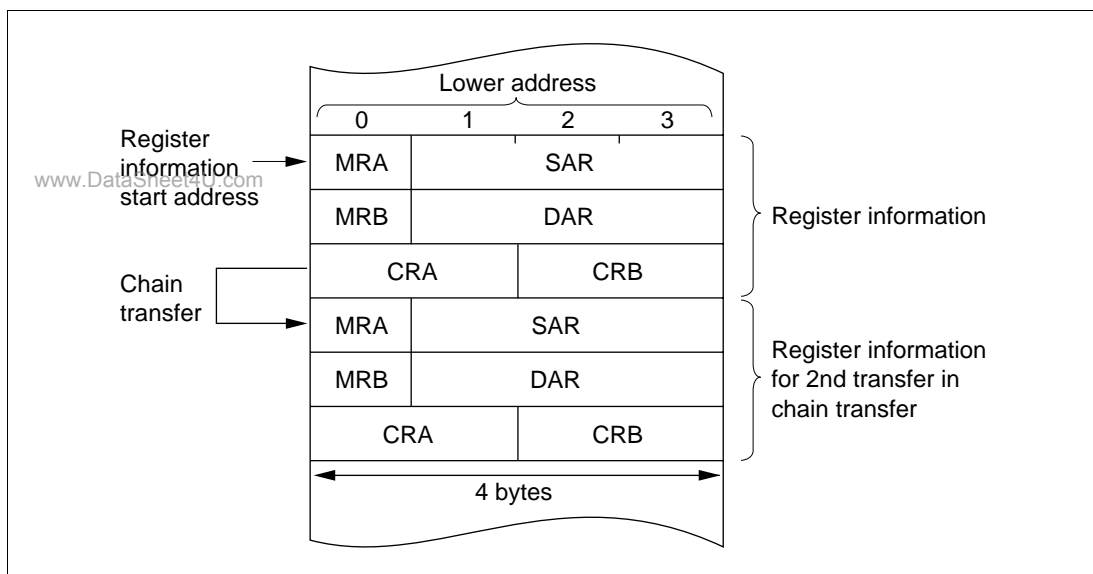 Lower address
0 1 2 3
Register
information
start address
www.DataSheet4U.com
MRA SAR
MRB DAR
Register information
CRA CRB
Chain
transfer
MRA SAR
MRB DAR
Register information
for 2nd transfer in
chain transfer
CRA CRB
4 bytes